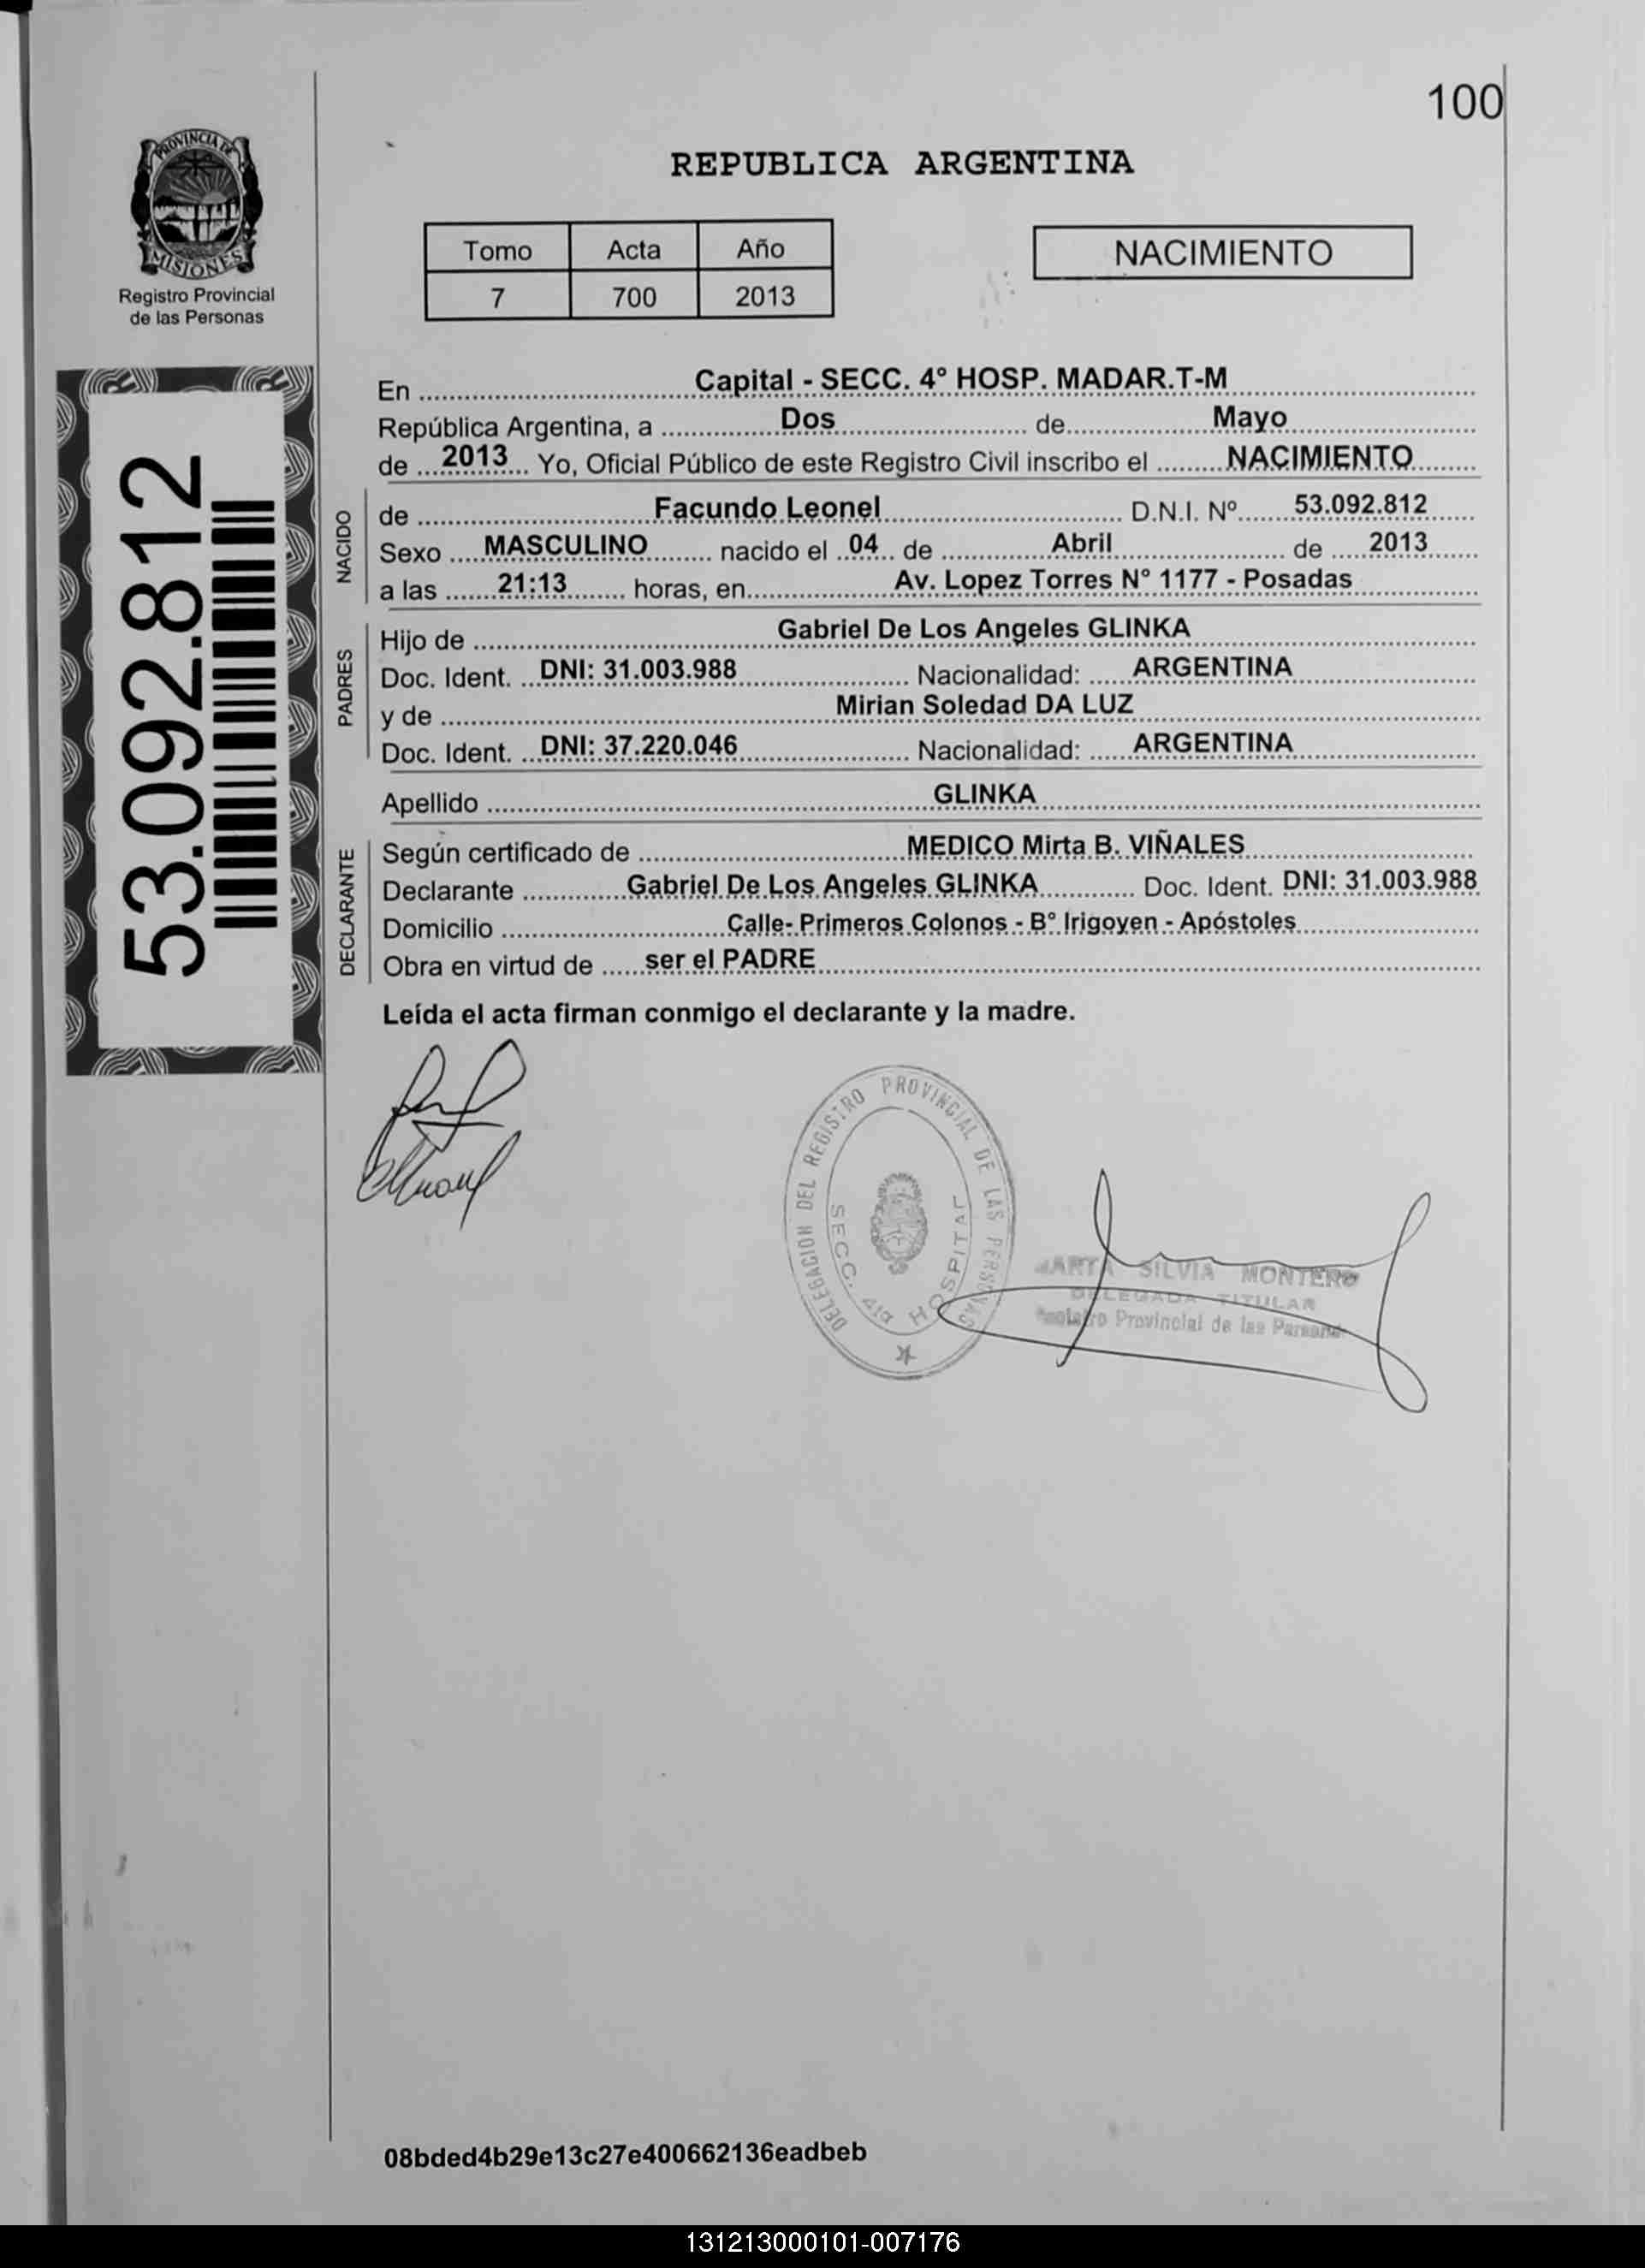 100
PROVINCIA DE
MISIONES
Registro Provincial
de las Personas
REPUBLICA ARGENTINA
Tomo Acta Año
7 700 2013
NACIMIENTO
53.092.812
En Capital - SECC. 4° HOSP. MADAR.T-M
República Argentina, a Dos de Mayo
de 2013 Yo, Oficial Público de este Registro Civil inscribo el NACIMIENTO
NACIDO
de Facundo Leonel D.N.I. Nº 53.092.812
Sexo MASCULINO nacido el 04 de Abril de 2013
a las 21:13 horas, en Av. Lopez Torres N° 1177 - Posadas
PADRES
Hijo de Gabriel De Los Angeles GLINKA
Doc. Ident. DNI: 31.003.988 Nacionalidad: ARGENTINA
y de Mirian Soledad DA LUZ
Doc. Ident. DNI: 37.220.046 Nacionalidad: ARGENTINA
Apellido GLINKA
DECLARANTE
Según certificado de MEDICO Mirta B. VIÑALES
Declarante Gabriel De Los Angeles GLINKA Doc. Ident. DNI: 31.003.988
Domicilio Calle- Primeros Colonos - B° Irigoyen - Apóstoles
Obra en virtud de ser el PADRE
Leída el acta firman conmigo el declarante y la madre.
DELEGACION DEL REGISTRO PROVINCIAL DE LAS PERSONAS
SECC. 4ta HOSPITAL
MARTA SILVIA MONTERO
DELEGADA TITULAR
Registro Provincial de las Personas
08bded4b29e13c27e400662136eadbeb
131213000101-007176